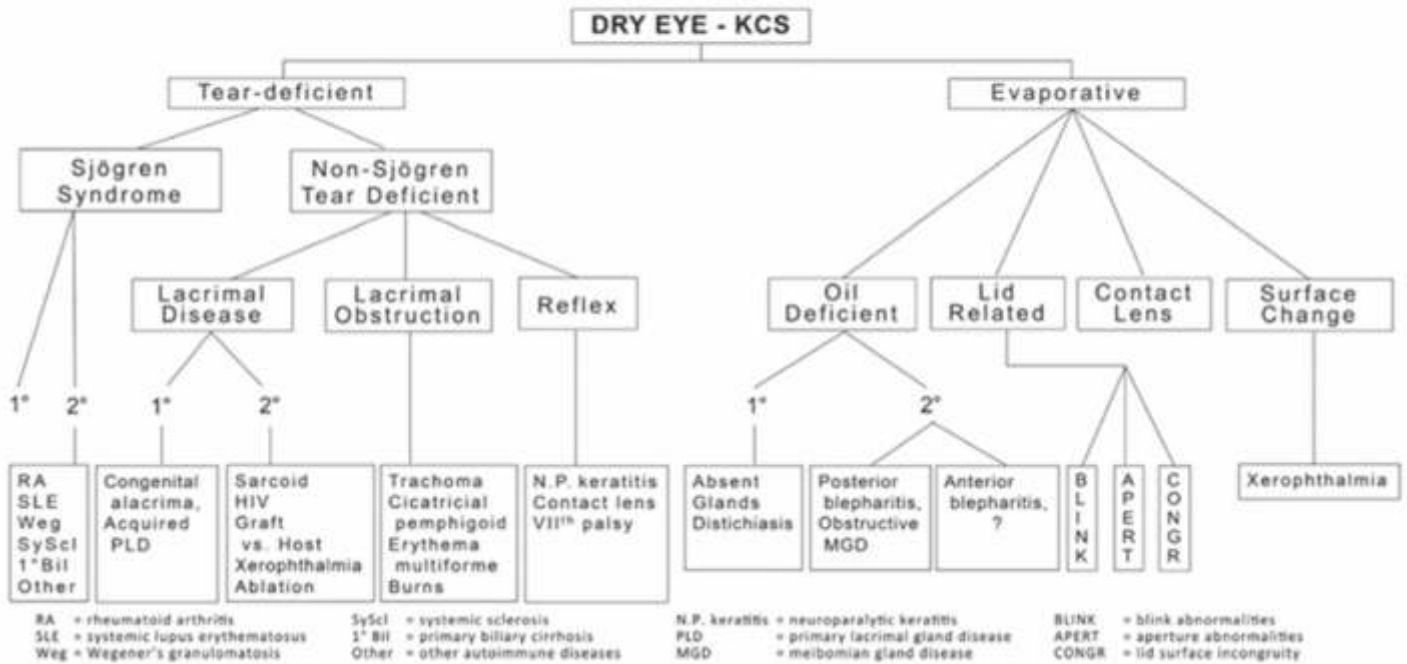 DRY EYE - KCS
Tear-deficient
Evaporative
Sjögren
Syndrome
Non-Sjögren
Tear Deficient
Lacrimal
Disease
Lacrimal
Obstruction
Reflex
Oil
Deficient
Lid
Related
Contact
Lens
Surface
Change
1°
2°
1°
2°
1°
2°
RA
SLE
Weg
SyScl
1°Bil
Other
Congenital
alacrima,
Acquired
PLD
Sarcoid
HIV
Graft
vs. Host
Xerophthalmia
Ablation
Trachoma
Cicatricial
pemphigoid
Erythema
multiforme
Burns
N.P. keratitis
Contact lens
VIIth palsy
Absent
Glands
Distichiasis
Posterior
blepharitis,
Obstructive
MGD
Anterior
blepharitis,
?
BLINK
APERT
CONGR
Xerophthalmia
RA = rheumatoid arthritis
SLE = systemic lupus erythematosus
Weg = Wegener's granulomatosis
SyScl = systemic sclerosis
1° Bil = primary biliary cirrhosis
Other = other autoimmune diseases
N.P. keratitis = neuroparalytic keratitis
PLD = primary lacrimal gland disease
MGD = meibomian gland disease
BLINK = blink abnormalities
APERT = aperture abnormalities
CONGR = lid surface incongruity